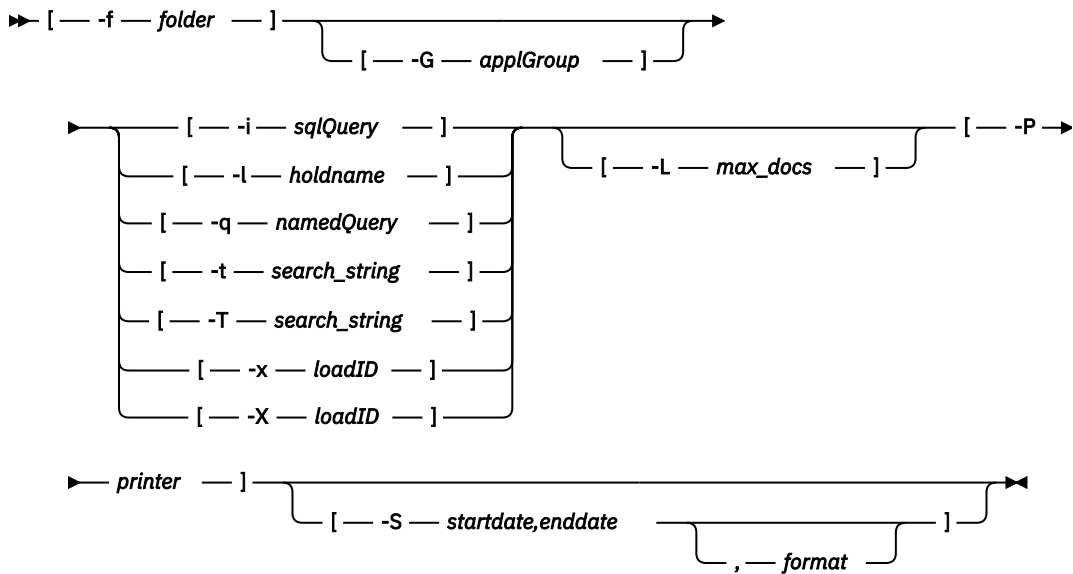 [ -f folder ]
[ -G applGroup ]
[ -i sqlQuery ]
[ -l holdname ]
[ -q namedQuery ]
[ -t search_string ]
[ -T search_string ]
[ -x loadID ]
[ -X loadID ]
[ -L max_docs ]
[ -P
printer ]
[ -S startdate,enddate ]
, format